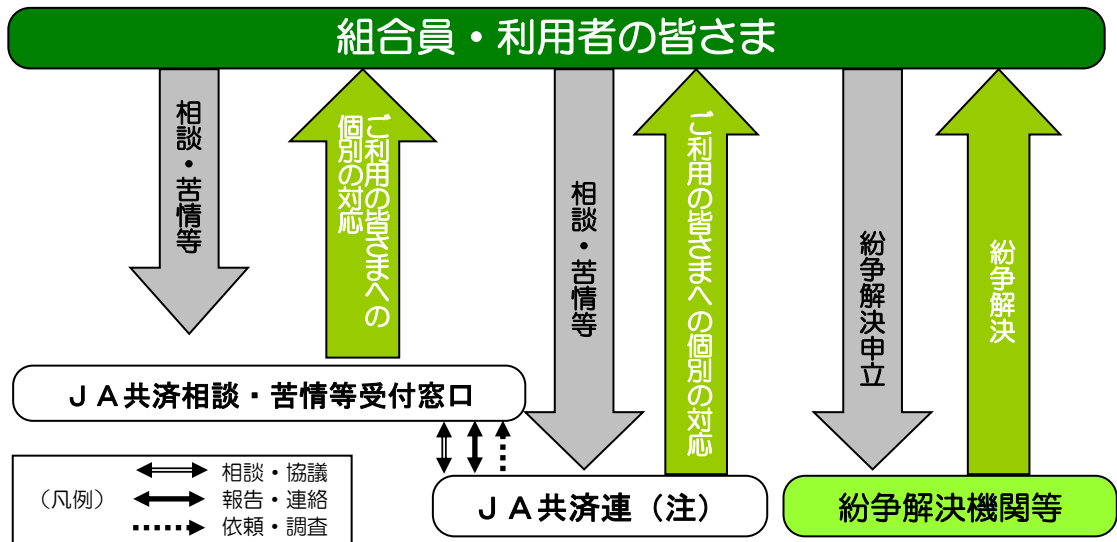 組合員・利用者の皆さま
相談・苦情等
ご利用の皆さまへの
個別の対応
相談・苦情等
ご利用の皆さまへの個別の対応
紛争解決申立
紛争解決
ＪＡ共済相談・苦情等受付窓口
（凡例）
相談・協議
報告・連絡
依頼・調査
ＪＡ共済連（注）
紛争解決機関等